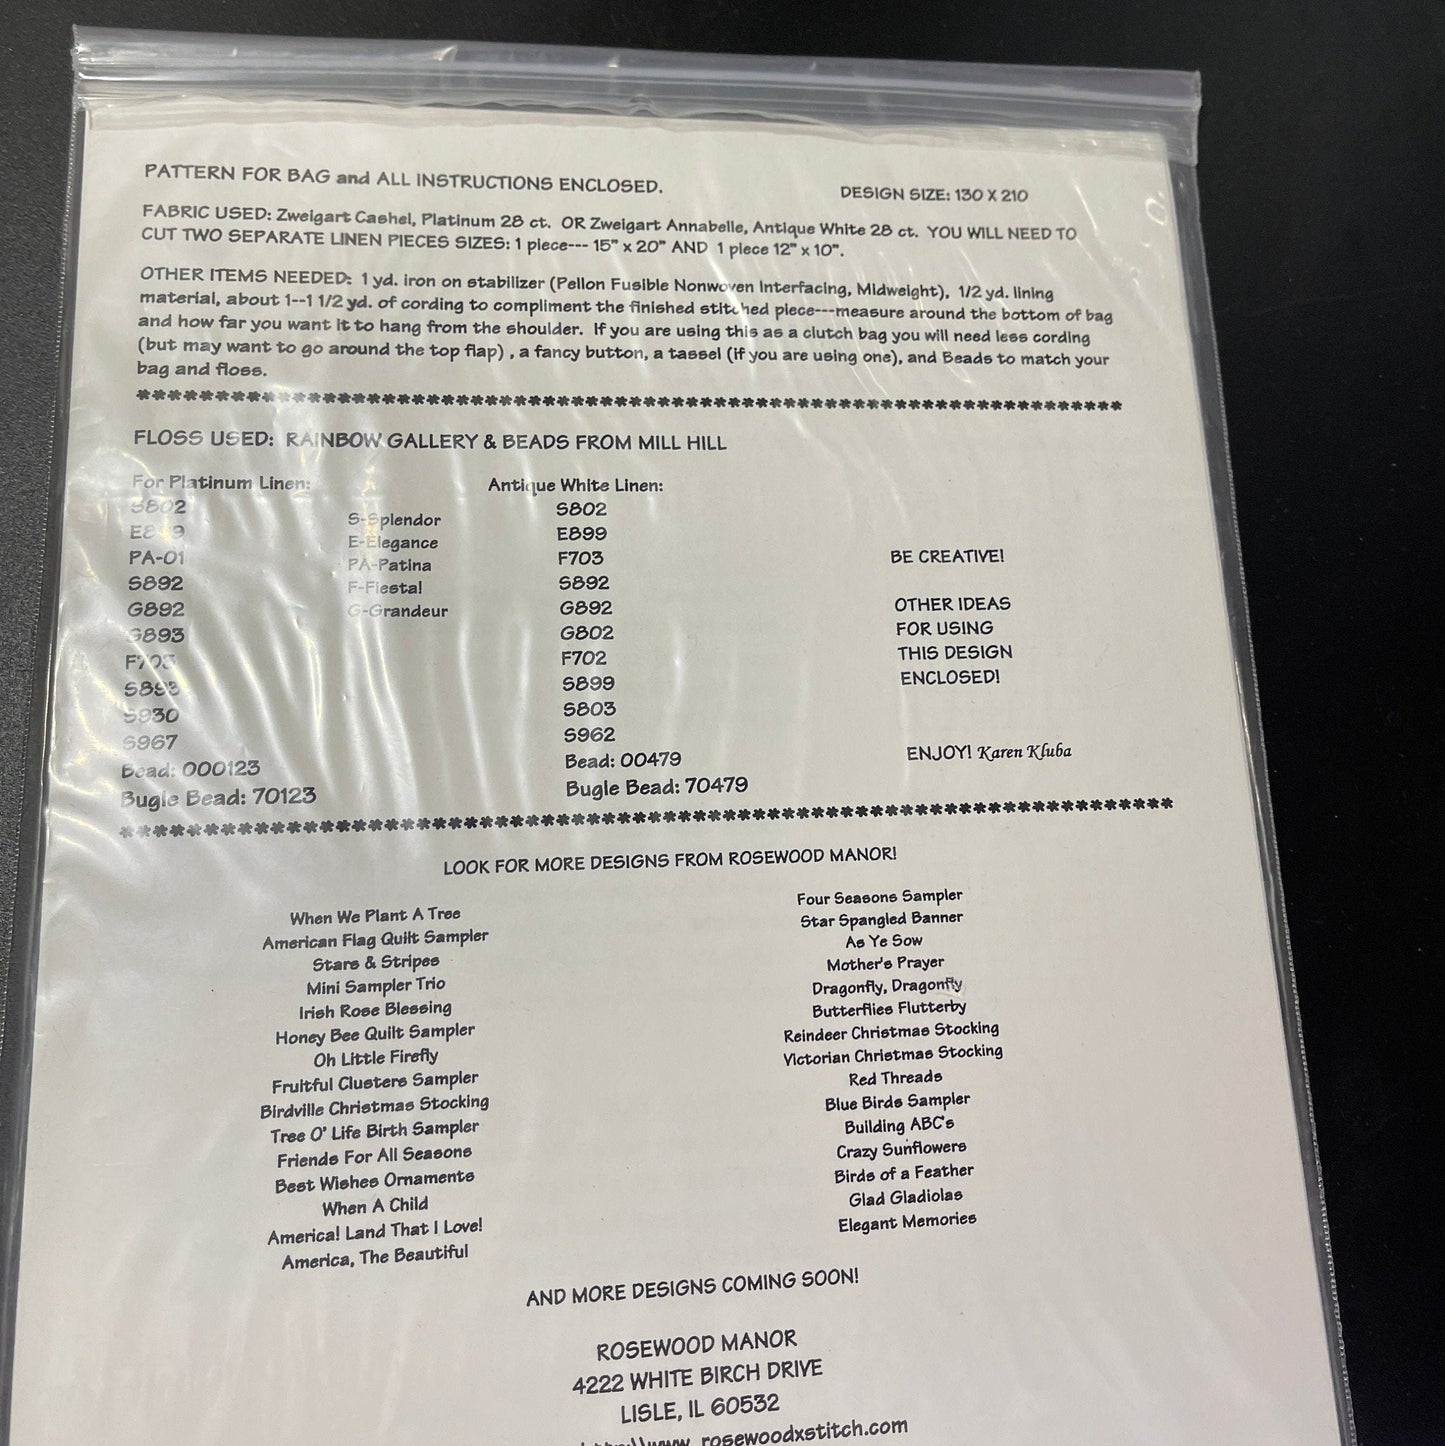 PATTERN FOR BAG and ALL INSTRUCTIONS ENCLOSED.
DESIGN SIZE: 130 X 210
FABRIC USED: Zweigart Cashel, Platinum 28 ct. OR Zweigart Annabelle, Antique White 28 ct. YOU WILL NEED TO
CUT TWO SEPARATE LINEN PIECES SIZES: 1 piece--- 15" x 20" AND 1 piece 12" x 10".
OTHER ITEMS NEEDED: 1 yd. iron on stabilizer (Pellon Fusible Nonwoven Interfacing, Midweight), 1/2 yd. lining
material, about 1--1 1/2 yd. of cording to compliment the finished stitched piece---measure around the bottom of bag
and how far you want it to hang from the shoulder. If you are using this as a clutch bag you will need less cording
(but may want to go around the top flap) , a fancy button, a tassel (if you are using one), and Beads to match your
bag and floss.
FLOSS USED: RAINBOW GALLERY & BEADS FROM MILL HILL
For Platinum Linen:
S802
E899
PA-01
S892
G892
G893
F703
S893
S930
S967
Bead: 000123
Bugle Bead: 70123
S-Splendor
E-Elegance
PA-Patina
F-Fiestal
G-Grandeur
Antique White Linen:
S802
E899
F703
S892
G892
G802
F702
S899
S803
S962
Bead: 00479
Bugle Bead: 70479
BE CREATIVE!
OTHER IDEAS
FOR USING
THIS DESIGN
ENCLOSED!
ENJOY! Karen Kluba
LOOK FOR MORE DESIGNS FROM ROSEWOOD MANOR!
When We Plant A Tree
American Flag Quilt Sampler
Stars & Stripes
Mini Sampler Trio
Irish Rose Blessing
Honey Bee Quilt Sampler
Oh Little Firefly
Fruitful Clusters Sampler
Birdville Christmas Stocking
Tree O' Life Birth Sampler
Friends For All Seasons
Best Wishes Ornaments
When A Child
America! Land That I Love!
America, The Beautiful
Four Seasons Sampler
Star Spangled Banner
As Ye Sow
Mother's Prayer
Dragonfly, Dragonfly
Butterflies Flutterby
Reindeer Christmas Stocking
Victorian Christmas Stocking
Red Threads
Blue Birds Sampler
Building ABC's
Crazy Sunflowers
Birds of a Feather
Glad Gladiolas
Elegant Memories
AND MORE DESIGNS COMING SOON!
ROSEWOOD MANOR
4222 WHITE BIRCH DRIVE
LISLE, IL 60532
rosewoodxstitch.com